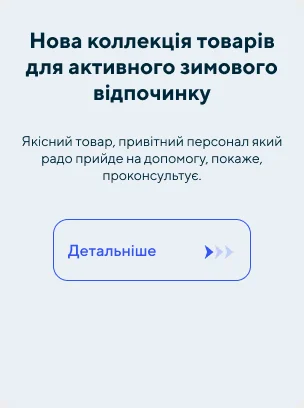 Нова коллекція товарів
для активного зимового
відпочинку
Якісний товар, привітний персонал який
радо прийде на допомогу, покаже,
проконсультує.
Детальніше